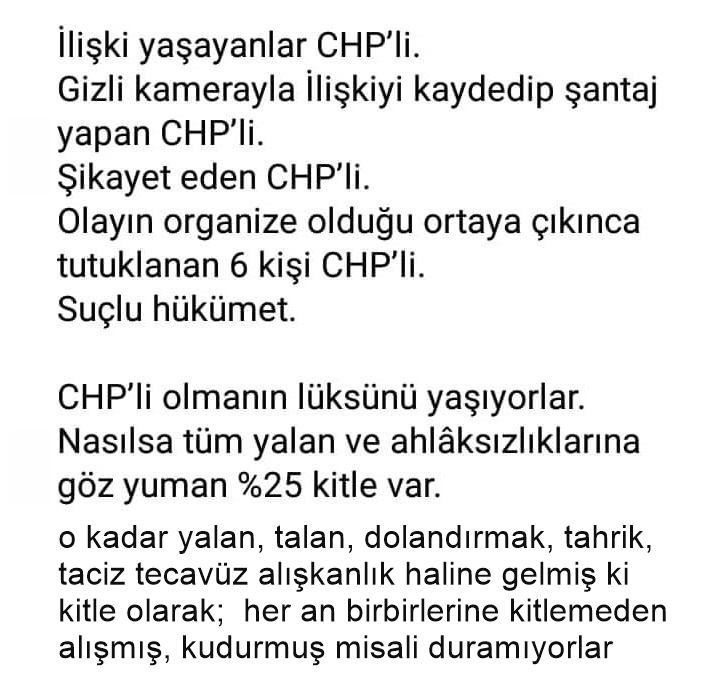 İlişki yaşayanlar CHP'li.
Gizli kamerayla İlişkiyi kaydedip şantaj
yapan CHP'li.
Şikayet eden CHP'li.
Olayın organize olduğu ortaya çıkınca
tutuklanan 6 kişi CHP'li.
Suçlu hükümet.
CHP'li olmanın lüksünü yaşıyorlar.
Nasılsa tüm yalan ve ahlâksızlıklarına
göz yuman %25 kitle var.
o kadar yalan, talan, dolandırmak, tahrik,
taciz tecavüz alışkanlık haline gelmiş ki
kitle olarak;  her an birbirlerine kitlemeden
alışmış, kudurmuş misali duramıyorlar